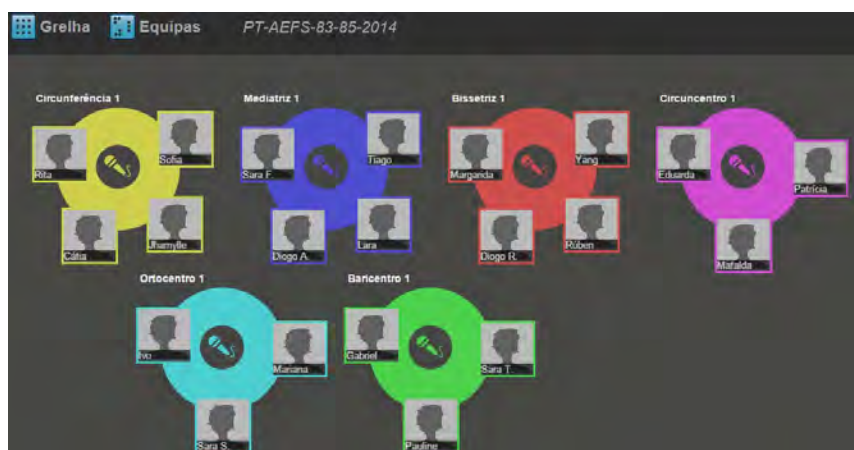 Grelha Equipas PT-AEFS-83-85-2014
Circunferência 1 Mediatriz 1 Bissetriz 1 Circuncentro 1
Rita Sofia Sara F. Tiago Margarida Yang Eduarda Patrícia
Cátia Jhamylle Diogo A. Lara Diogo R. Rúben Mafalda
Ortocentro 1 Baricentro 1
Ivo Mariana Gabriel Sara T.
Sara S. Pauline